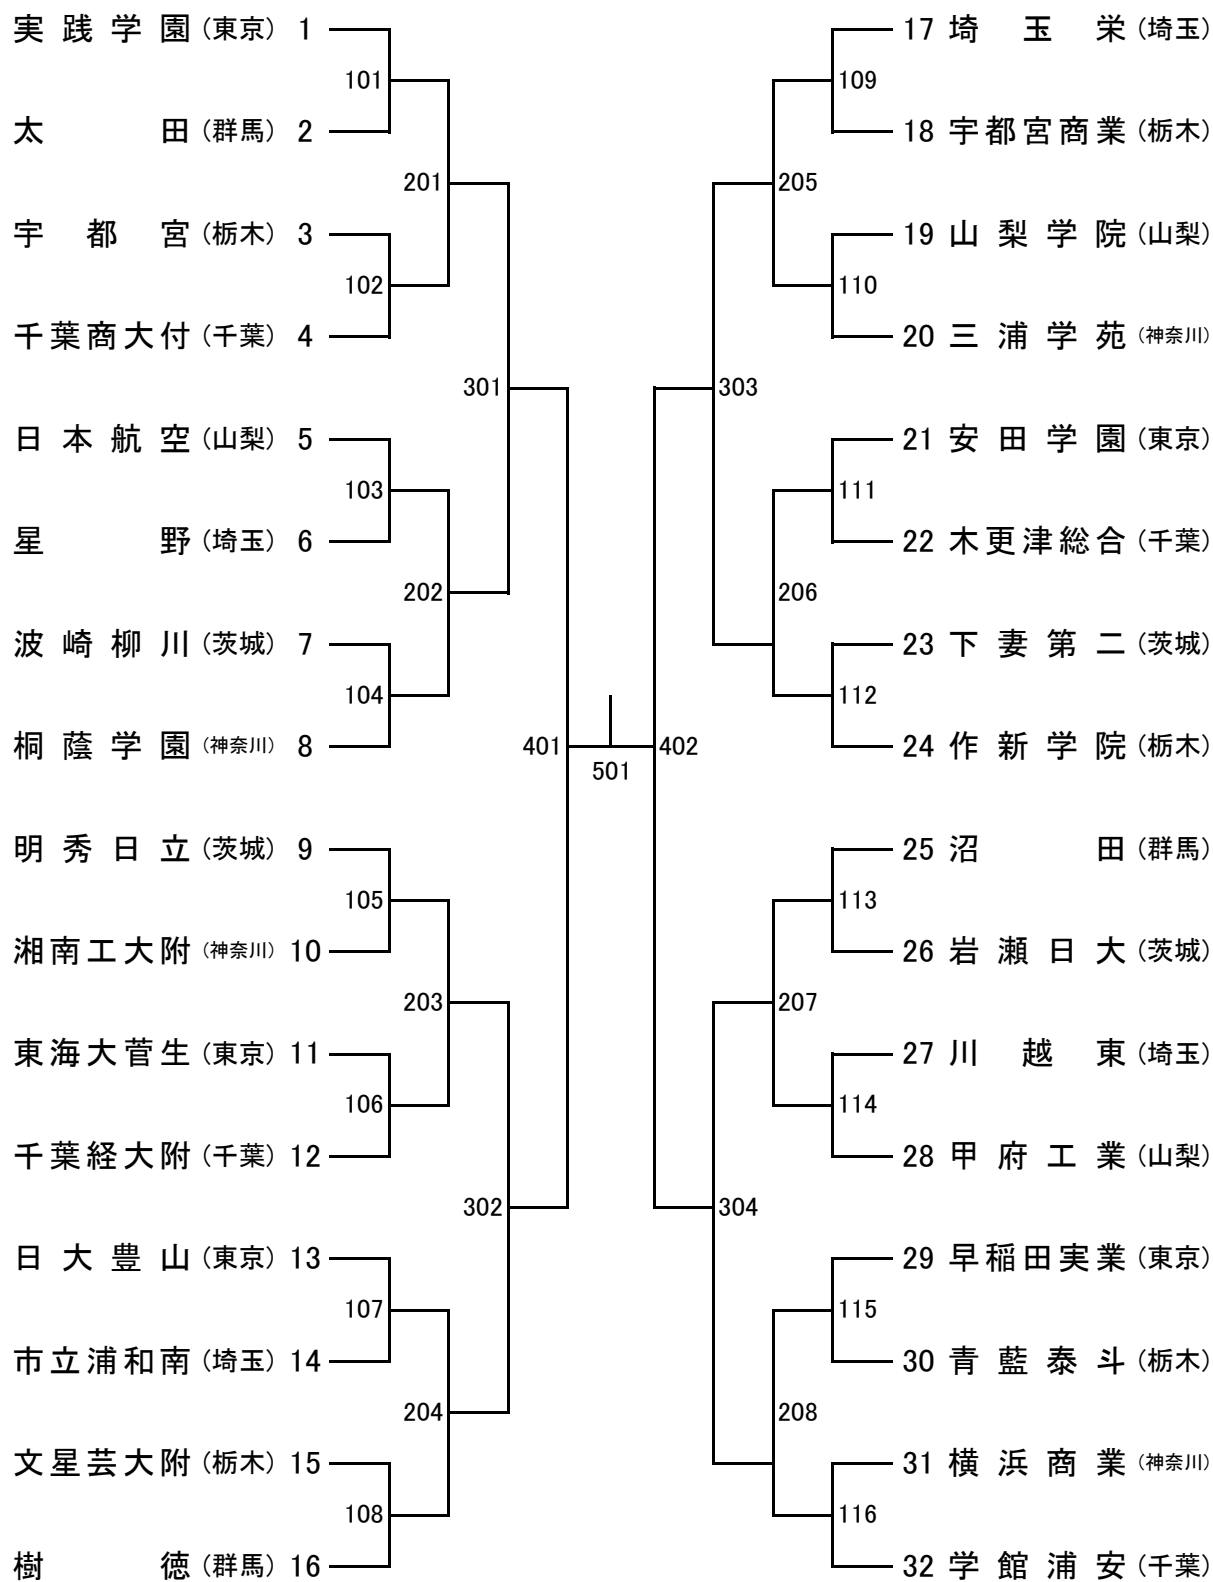 実践学園（東京）1
太田（群馬）2
宇都宮（栃木）3
千葉商大付（千葉）4
日本航空（山梨）5
星野（埼玉）6
波崎柳川（茨城）7
桐蔭学園（神奈川）8
明秀日立（茨城）9
湘南工大附（神奈川）10
東海大菅生（東京）11
千葉経大附（千葉）12
日大豊山（東京）13
市立浦和南（埼玉）14
文星芸大附（栃木）15
樹徳（群馬）16
101
102
103
104
105
106
107
108
201
202
203
204
301
302
401
501
402
303
304
205
206
207
208
109
110
111
112
113
114
115
116
17 埼玉栄（埼玉）
18 宇都宮商業（栃木）
19 山梨学院（山梨）
20 三浦学苑（神奈川）
21 安田学園（東京）
22 木更津総合（千葉）
23 下妻第二（茨城）
24 作新学院（栃木）
25 沼田（群馬）
26 岩瀬日大（茨城）
27 川越東（埼玉）
28 甲府工業（山梨）
29 早稲田実業（東京）
30 青藍泰斗（栃木）
31 横浜商業（神奈川）
32 学館浦安（千葉）